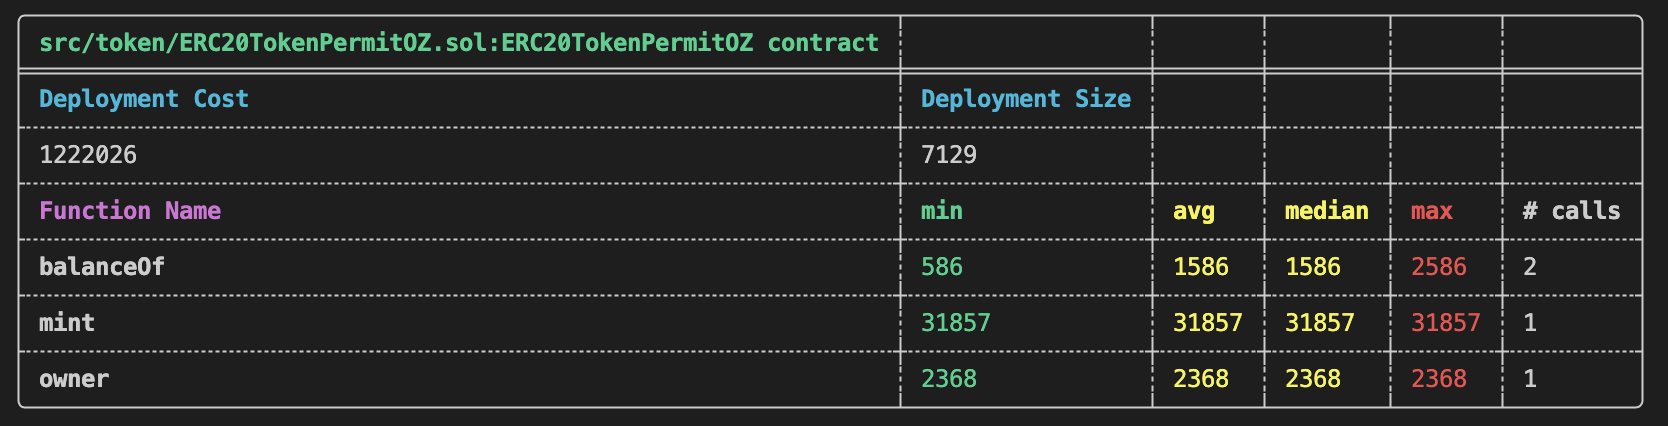 src/token/ERC20TokenPermitOZ.sol:ERC20TokenPermitOZ contract
Deployment Cost Deployment Size
1222026 7129
Function Name min avg median max # calls
balanceOf 586 1586 1586 2586 2
mint 31857 31857 31857 31857 1
owner 2368 2368 2368 2368 1